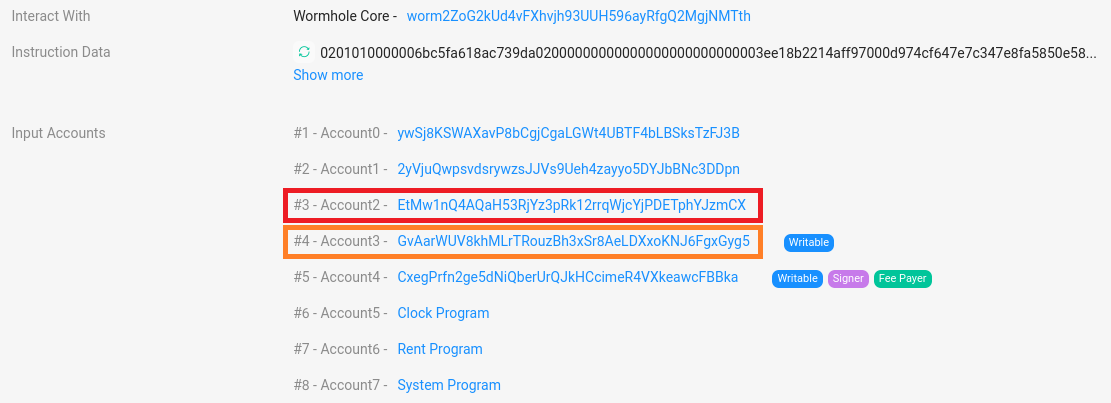 Interact With Wormhole Core - worm2ZoG2kUd4vFXhvjh93UUH596ayRfgQ2MgjNMTth
Instruction Data 0201010000006bc5fa618ac739da02000000000000000000000000003ee18b2214aff97000d974cf647e7c347e8fa5850e58...
Show more
Input Accounts #1 - Account0 - ywSj8KSWAXavP8bCgjCgaLGWt4UBTF4bLBSksTzFJ3B
#2 - Account1 - 2yVjuQwpsvdsrywzsJJVs9Ueh4zayyo5DYJbBNc3DDpn
#3 - Account2 - EtMw1nQ4AQaH53RjYz3pRk12rrqWjcYjPDETphYJzmCX
#4 - Account3 - GvAarWUV8khMLrTRouzBh3xSr8AeLDXxoKNJ6FgxGyg5 Writable
#5 - Account4 - CxegPrfn2ge5dNiQberUrQJkHCcimeR4VXkeawcFBBka Writable Signer Fee Payer
#6 - Account5 - Clock Program
#7 - Account6 - Rent Program
#8 - Account7 - System Program